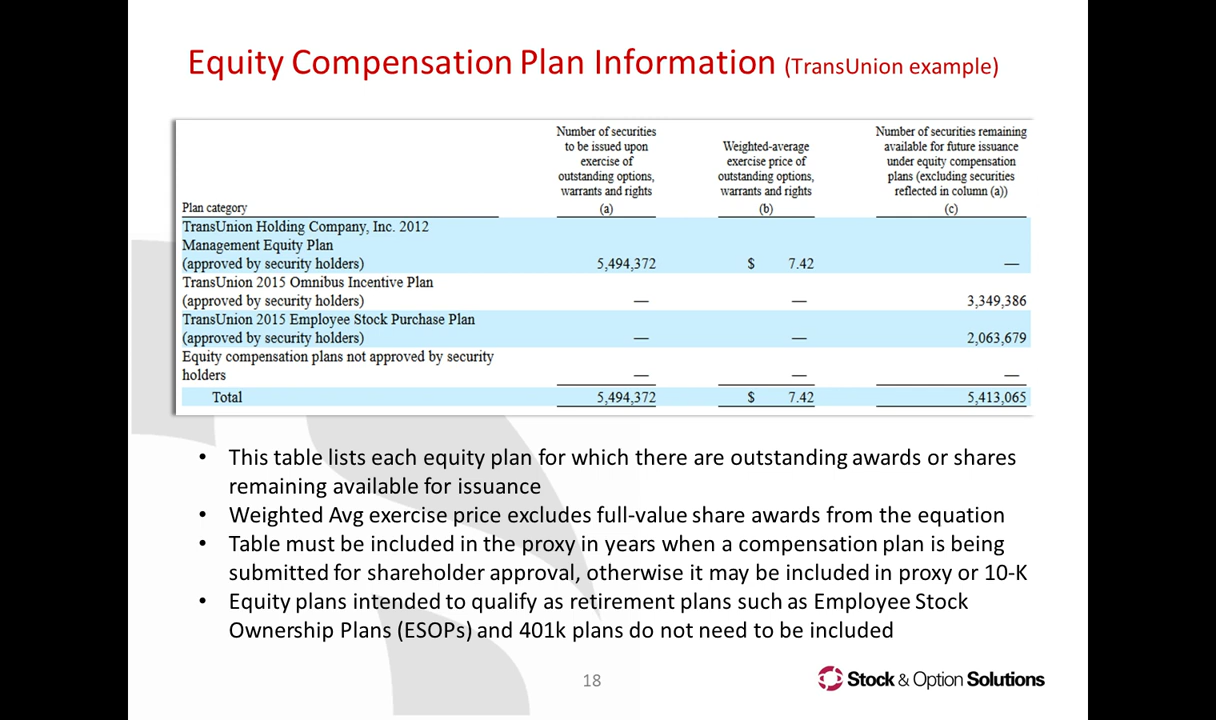 Equity Compensation Plan Information (TransUnion example)
Number of securities
to be issued upon
exercise of
outstanding options,
warrants and rights
(a)
Weighted-average
exercise price of
outstanding options,
warrants and rights
(b)
Number of securities remaining
available for future issuance
under equity compensation
plans (excluding securities
reflected in column (a))
(c)
Plan category
TransUnion Holding Company, Inc. 2012
Management Equity Plan
(approved by security holders) 5,494,372 $ 7.42 —
TransUnion 2015 Omnibus Incentive Plan
(approved by security holders) — — 3,349,386
TransUnion 2015 Employee Stock Purchase Plan
(approved by security holders) — — 2,063,679
Equity compensation plans not approved by security
holders — — —
Total 5,494,372 $ 7.42 5,413,065
• This table lists each equity plan for which there are outstanding awards or shares
remaining available for issuance
• Weighted Avg exercise price excludes full-value share awards from the equation
• Table must be included in the proxy in years when a compensation plan is being
submitted for shareholder approval, otherwise it may be included in proxy or 10-K
• Equity plans intended to qualify as retirement plans such as Employee Stock
Ownership Plans (ESOPs) and 401k plans do not need to be included
18
Stock & Option Solutions